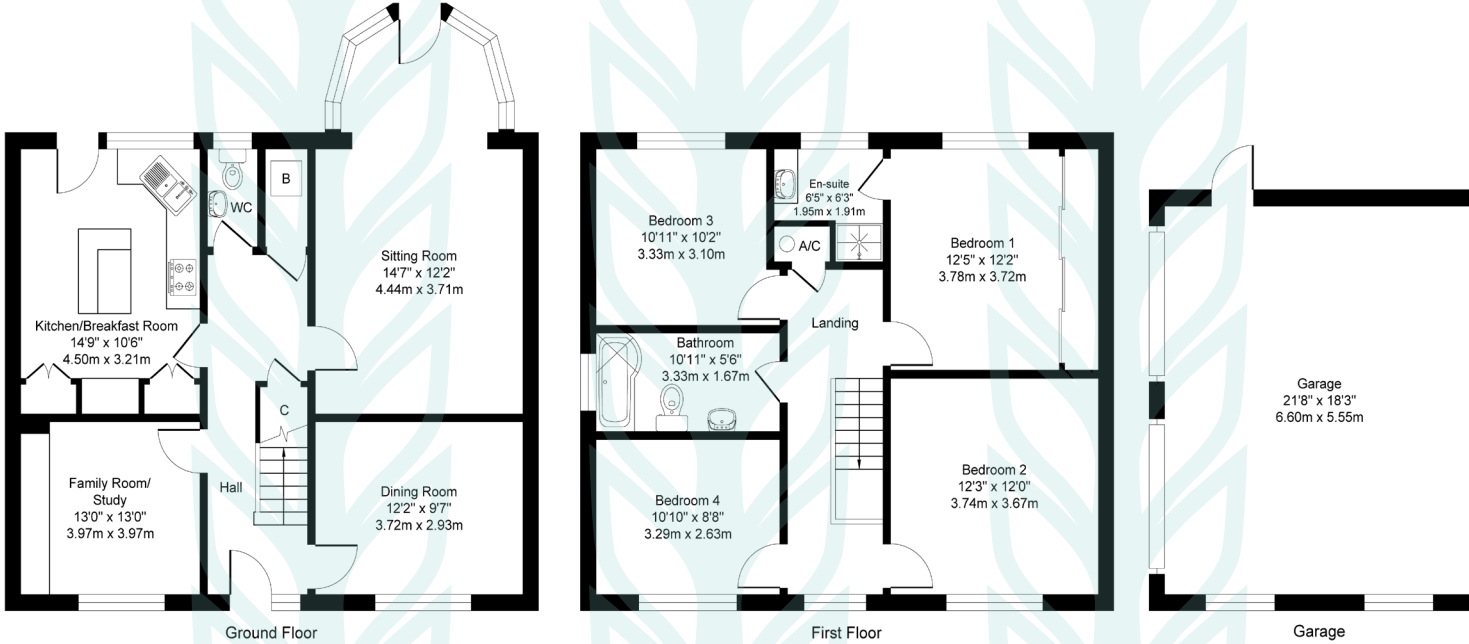 B
WC
Sitting Room
14'7" x 12'2"
4.44m x 3.71m
Kitchen/Breakfast Room
14'9" x 10'6"
4.50m x 3.21m
C
Family Room/
Study
13'0" x 13'0"
3.97m x 3.97m
Hall
Dining Room
12'2" x 9'7"
3.72m x 2.93m
Ground Floor
En-suite
6'5" x 6'3"
1.95m x 1.91m
Bedroom 3
10'11" x 10'2"
3.33m x 3.10m
A/C
Bedroom 1
12'5" x 12'2"
3.78m x 3.72m
Landing
Bathroom
10'11" x 5'6"
3.33m x 1.67m
Bedroom 2
12'3" x 12'0"
3.74m x 3.67m
Bedroom 4
10'10" x 8'8"
3.29m x 2.63m
First Floor
Garage
21'8" x 18'3"
6.60m x 5.55m
Garage